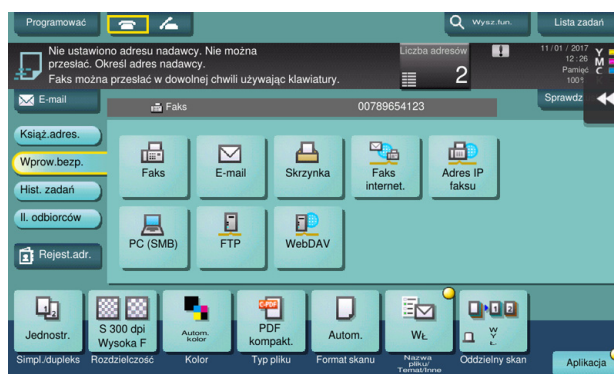 Programować
Wysz.fun.
Lista zadań
Nie ustawiono adresu nadawcy. Nie można
przesłać. Określ adres nadawcy.
Faks można przesłać w dowolnej chwili używając klawiatury.
Liczba adresów
2
11/01/2017
12:26
Pamięć
100%
Y
M
C
E-mail
Faks
00789654123
Sprawdź
Książ.adres.
Wprow.bezp.
Hist. zadań
Il. odbiorców
Rejest.adr.
Faks
E-mail
Skrzynka
Faks
internet.
Adres IP
faksu
PC (SMB)
FTP
WebDAV
Jednostr.
S 300 dpi
Wysoka F
Autom.
kolor
PDF
kompakt.
Autom.
WŁ
WYŁ
Simpl./dupleks
Rozdzielczość
Kolor
Typ pliku
Format skanu
Nazwa
pliku/
Temat/Inne
Oddzielny skan
Aplikacja